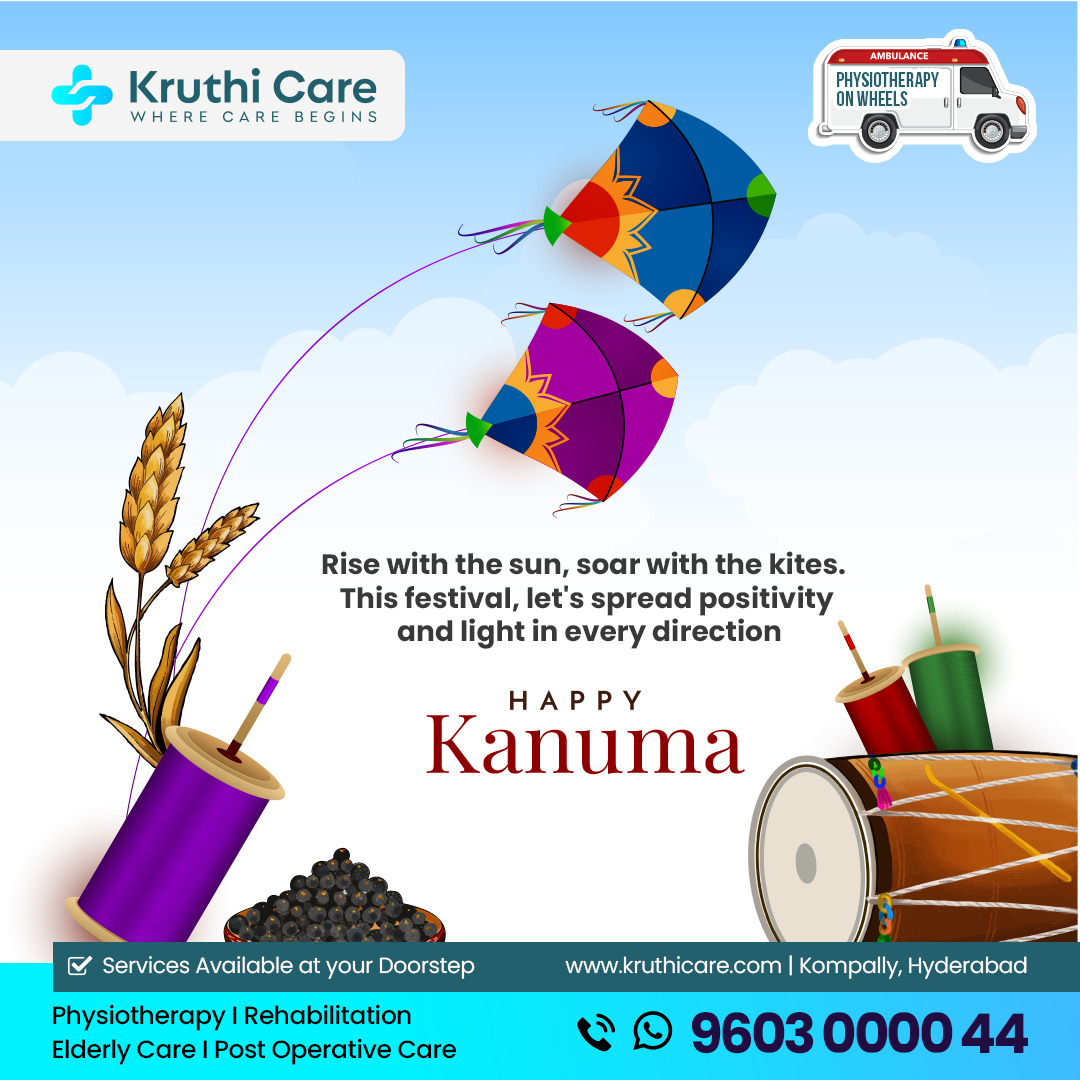 Kruthi Care
WHERE CARE BEGINS
AMBULANCE
PHYSIOTHERAPY
ON WHEELS
Rise with the sun, soar with the kites.
This festival, let's spread positivity
and light in every direction
HAPPY
Kanuma
Services Available at your Doorstep
www.kruthicare.com | Kompally, Hyderabad
Physiotherapy I Rehabilitation
Elderly Care I Post Operative Care
9603 0000 44